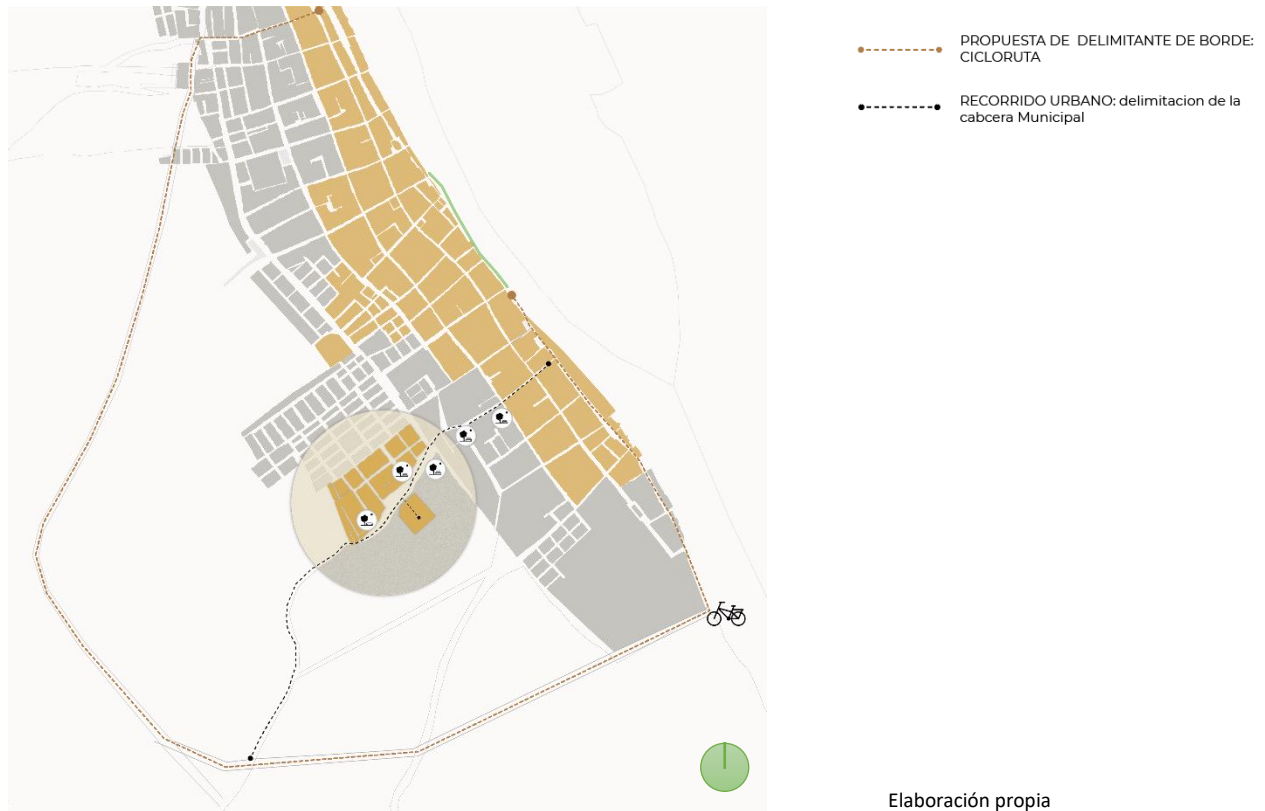 PROPUESTA DE DELIMITANTE DE BORDE:
CICLORUTA
RECORRIDO URBANO: delimitacion de la
cabcera Municipal
Elaboración propia